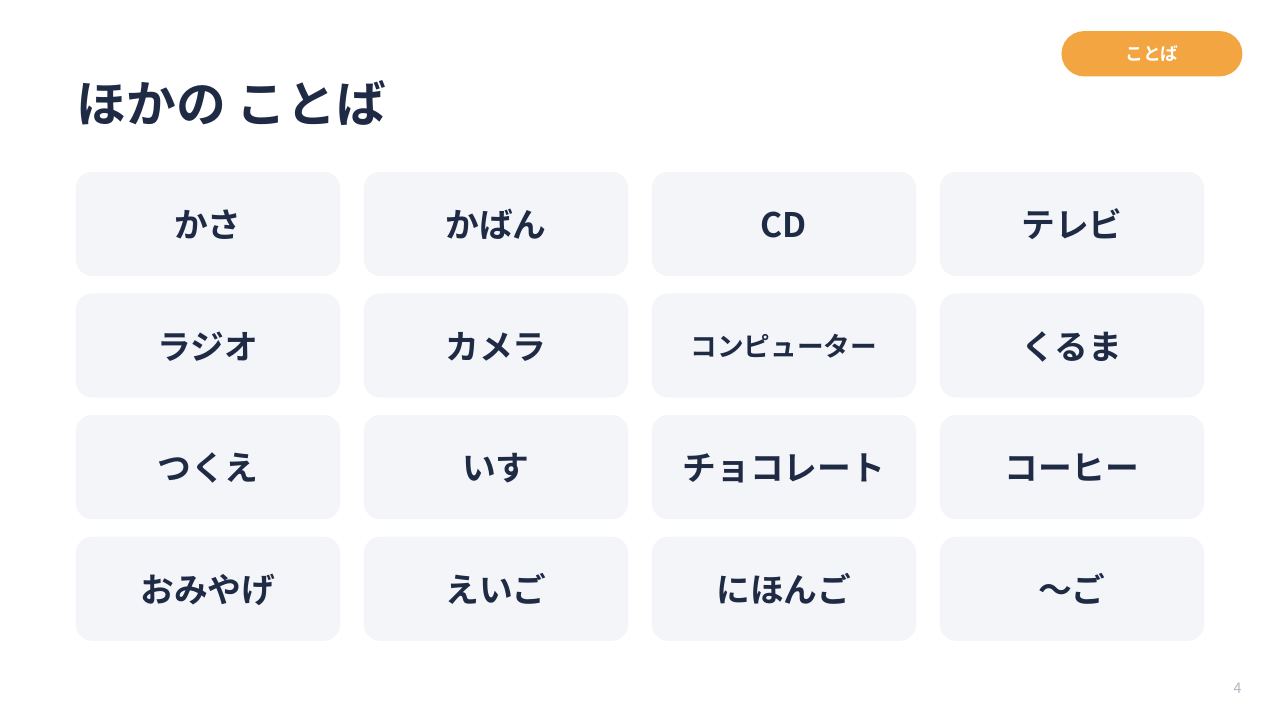 ことば
ほかの ことば
かさ
かばん
CD
テレビ
ラジオ
カメラ
コンピューター
くるま
つくえ
いす
チョコレート
コーヒー
おみやげ
えいご
にほんご
～ご
4